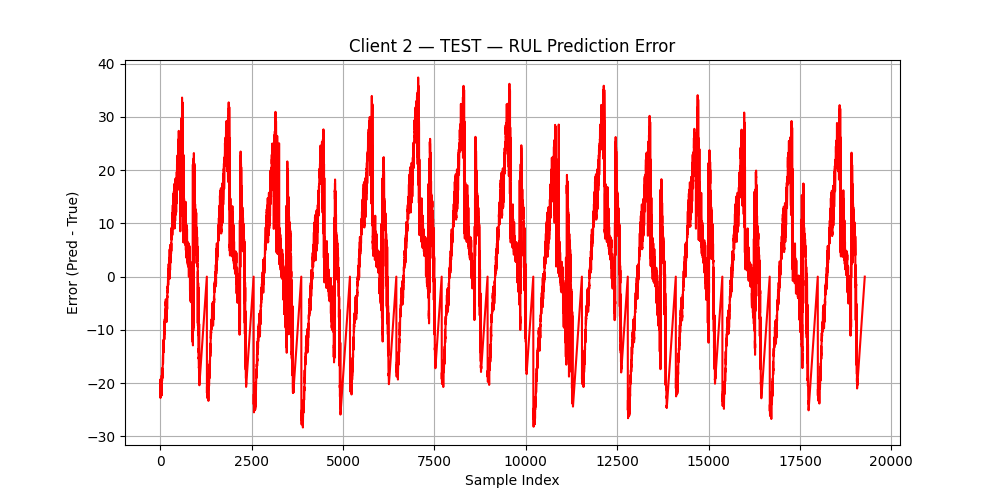 Client 2 — TEST — RUL Prediction Error
Error (Pred - True)
40
30
20
10
0
−10
−20
−30
0 2500 5000 7500 10000 12500 15000 17500 20000
Sample Index